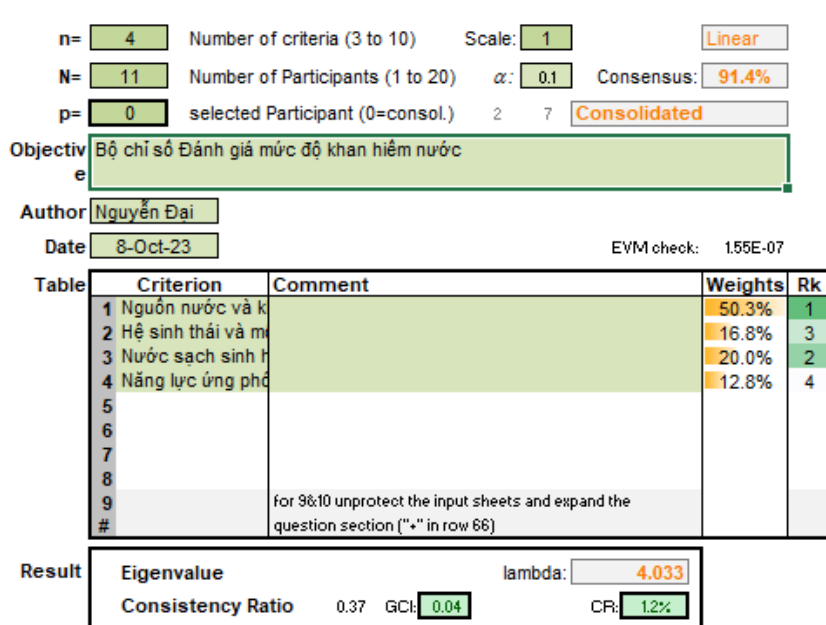 n= 4 Number of criteria (3 to 10) Scale: 1 Linear
N= 11 Number of Participants (1 to 20) α: 0.1 Consensus: 91.4%
p= 0 selected Participant (0=consol.) 2 7 Consolidated
Objectiv Bộ chỉ số Đánh giá mức độ khan hiếm nước
e
Author Nguyễn Đại
Date 8-Oct-23 EVM check: 1.55E-07
Table Criterion Comment Weights Rk
1 Nguồn nước và k 50.3% 1
2 Hệ sinh thái và mô 16.8% 3
3 Nước sạch sinh h 20.0% 2
4 Năng lực ứng phó 12.8% 4
5
6
7
8
9 for 9&10 unprotect the input sheets and expand the
# question section ("+" in row 66)
Result Eigenvalue lambda: 4.033
Consistency Ratio 0.37 GCI: 0.04 CR: 1.2%